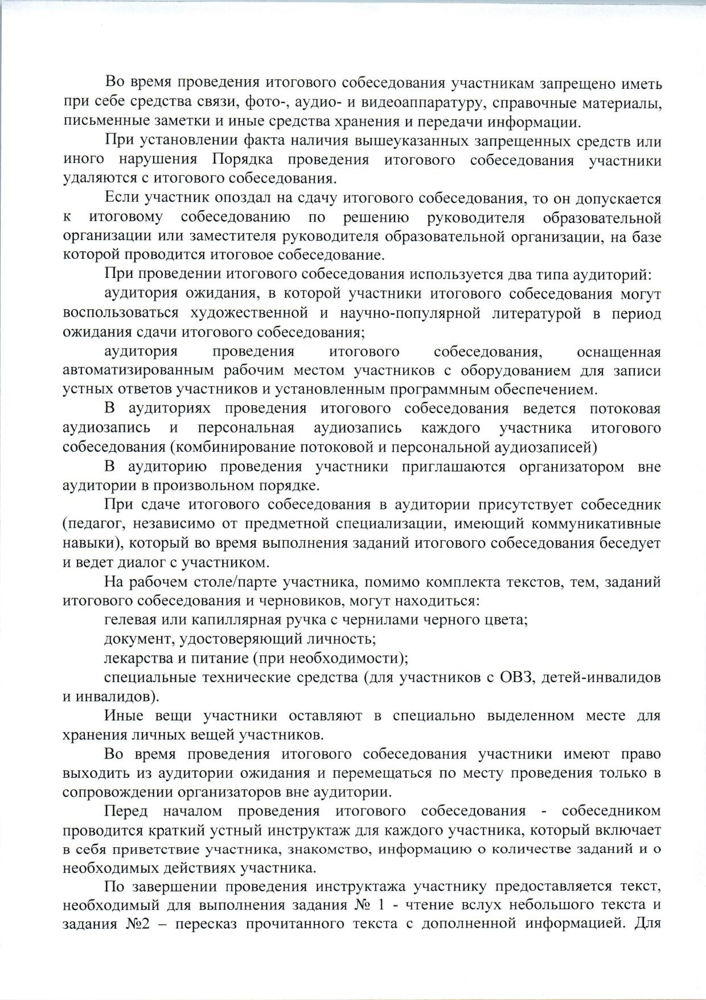 Во время проведения итогового собеседования участникам запрещено иметь
при себе средства связи, фото-, аудио- и видеоаппаратуру, справочные материалы,
письменные заметки и иные средства хранения и передачи информации.
При установлении факта наличия вышеуказанных запрещенных средств или
иного нарушения Порядка проведения итогового собеседования участники
удаляются с итогового собеседования.
Если участник опоздал на сдачу итогового собеседования, то он допускается
к итоговому собеседованию по решению руководителя образовательной
организации или заместителя руководителя образовательной организации, на базе
которой проводится итоговое собеседование.
При проведении итогового собеседования используется два типа аудиторий:
аудитория ожидания, в которой участники итогового собеседования могут
воспользоваться художественной и научно-популярной литературой в период
ожидания сдачи итогового собеседования;
аудитория проведения итогового собеседования, оснащенная
автоматизированным рабочим местом участников с оборудованием для записи
устных ответов участников и установленным программным обеспечением.
В аудиториях проведения итогового собеседования ведется потоковая
аудиозапись и персональная аудиозапись каждого участника итогового
собеседования (комбинирование потоковой и персональной аудиозаписей)
В аудиторию проведения участники приглашаются организатором вне
аудитории в произвольном порядке.
При сдаче итогового собеседования в аудитории присутствует собеседник
(педагог, независимо от предметной специализации, имеющий коммуникативные
навыки), который во время выполнения заданий итогового собеседования беседует
и ведет диалог с участником.
На рабочем столе/парте участника, помимо комплекта текстов, тем, заданий
итогового собеседования и черновиков, могут находиться:
гелевая или капиллярная ручка с чернилами черного цвета;
документ, удостоверяющий личность;
лекарства и питание (при необходимости);
специальные технические средства (для участников с ОВЗ, детей-инвалидов
и инвалидов).
Иные вещи участники оставляют в специально выделенном месте для
хранения личных вещей участников.
Во время проведения итогового собеседования участники имеют право
выходить из аудитории ожидания и перемещаться по месту проведения только в
сопровождении организаторов вне аудитории.
Перед началом проведения итогового собеседования - собеседником
проводится краткий устный инструктаж для каждого участника, который включает
в себя приветствие участника, знакомство, информацию о количестве заданий и о
необходимых действиях участника.
По завершении проведения инструктажа участнику предоставляется текст,
необходимый для выполнения задания № 1 - чтение вслух небольшого текста и
задания №2 – пересказ прочитанного текста с дополненной информацией. Для